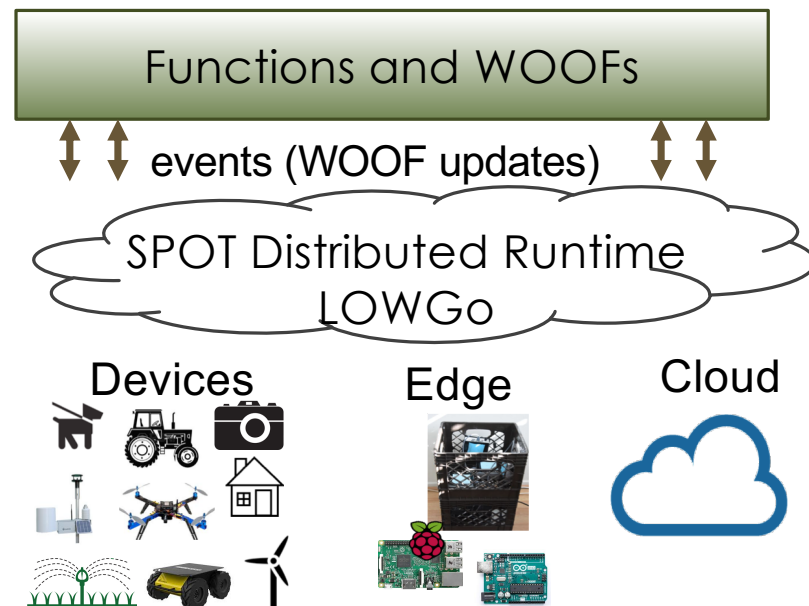 Functions and WOOFs
events (WOOF updates)
SPOT Distributed Runtime
LOWGo
Devices
Edge
Cloud